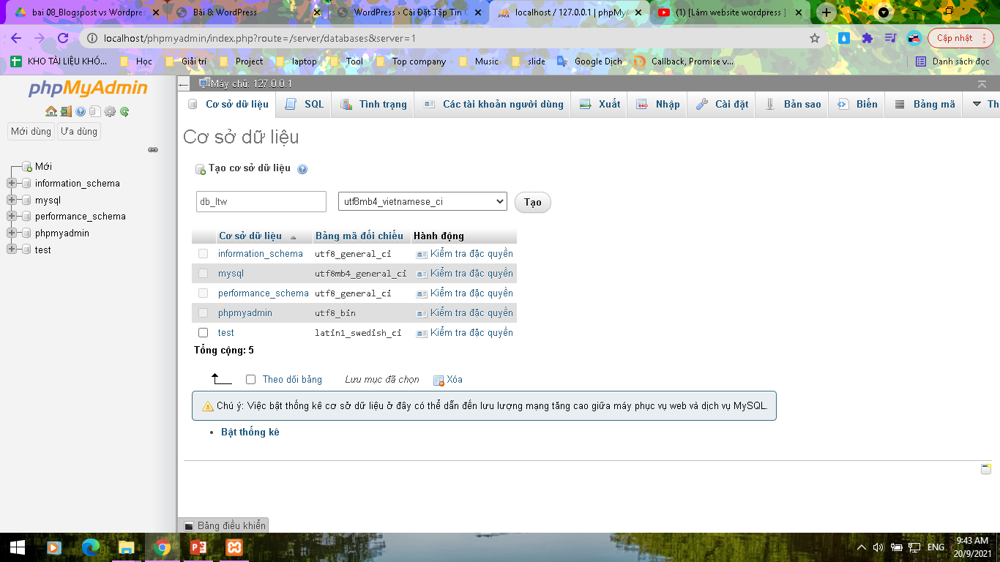 bai 08_Blogspot vs Wordpres
Bài 8: WordPress
WordPress › Cài Đặt Tập Tin C
localhost / 127.0.0.1 | phpMyA
(1) [Làm website wordpress ]
localhost/phpmyadmin/index.php?route=/server/databases&server=1
Cập nhật
KHO TÀI LIỆU KHÓ...
Học
Giải trí
Project
laptop
Tool
Top company
Music
slide
Google Dịch
Callback, Promise v...
Danh sách đọc
phpMyAdmin
Mới dùng
Ưa dùng
Mới
information_schema
mysql
performance_schema
phpmyadmin
test
Máy chủ: 127.0.0.1
Cơ sở dữ liệu
SQL
Tình trạng
Các tài khoản người dùng
Xuất
Nhập
Cài đặt
Bản sao
Biến
Bảng mã
Th
Cơ sở dữ liệu
Tạo cơ sở dữ liệu
db_ltw
utf8mb4_vietnamese_ci
Tạo
Cơ sở dữ liệu Bảng mã đối chiếu Hành động
information_schema utf8_general_ci Kiểm tra đặc quyền
mysql utf8mb4_general_ci Kiểm tra đặc quyền
performance_schema utf8_general_ci Kiểm tra đặc quyền
phpmyadmin utf8_bin Kiểm tra đặc quyền
test latin1_swedish_ci Kiểm tra đặc quyền
Tổng cộng: 5
Theo dõi bảng Lưu mục đã chọn Xóa
Chú ý: Việc bật thống kê cơ sở dữ liệu ở đây có thể dẫn đến lưu lượng mạng tăng cao giữa máy phục vụ web và dịch vụ MySQL.
Bật thống kê
Bảng điều khiển
ENG
9:43 AM
20/9/2021